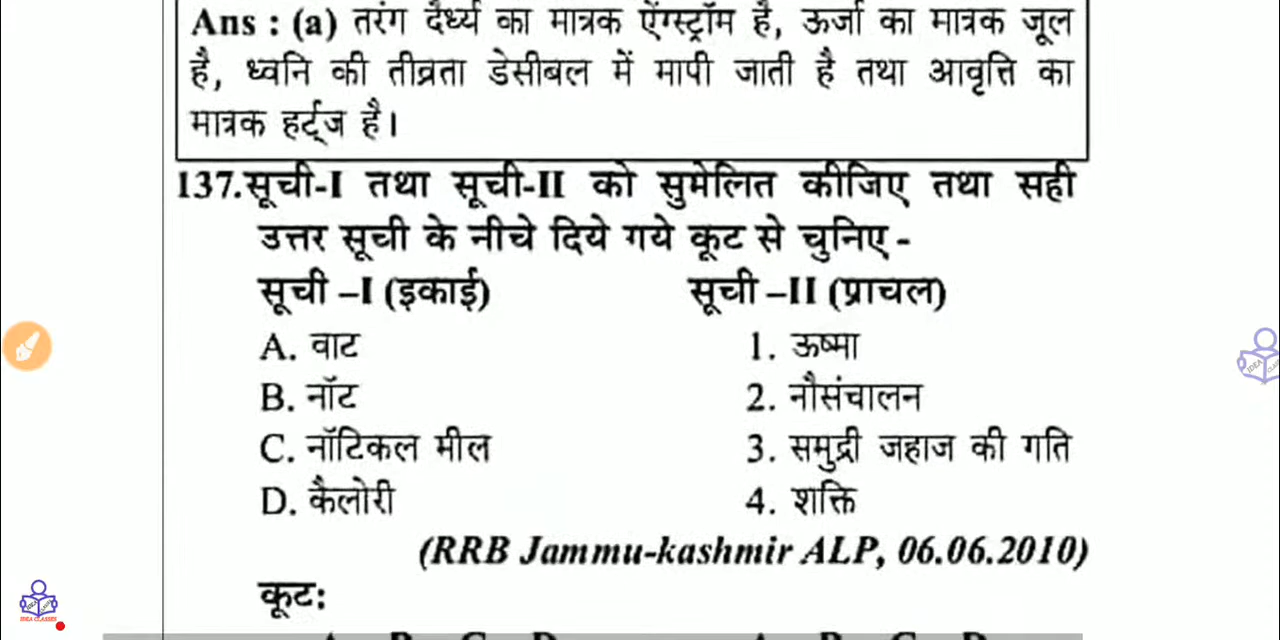 Ans : (a) तरंग दैर्ध्य का मात्रक ऐंग्स्ट्रॉम है, ऊर्जा का मात्रक जूल
है, ध्वनि की तीव्रता डेसीबल में मापी जाती है तथा आवृत्ति का
मात्रक हर्ट्ज है।
137.सूची-I तथा सूची-II को सुमेलित कीजिए तथा सही
उत्तर सूची के नीचे दिये गये कूट से चुनिए -
सूची –I (इकाई) सूची –II (प्राचल)
A. वाट 1. ऊष्मा
B. नॉट 2. नौसंचालन
C. नॉटिकल मील 3. समुद्री जहाज की गति
D. कैलोरी 4. शक्ति
(RRB Jammu-kashmir ALP, 06.06.2010)
कूट:
IDEA CLASSES